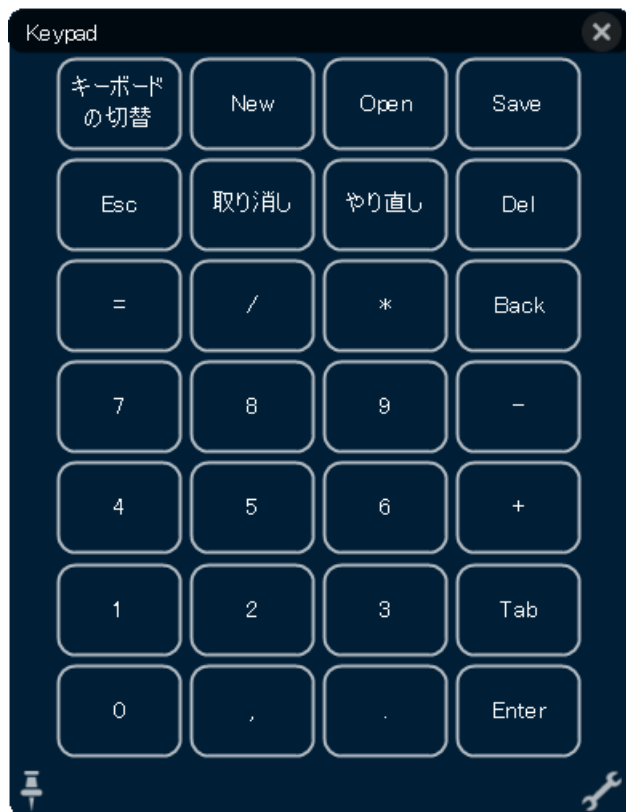 Keypad
キーボード
の切替
New
Open
Save
Esc
取り消し
やり直し
Del
=
/
*
Back
7
8
9
-
4
5
6
+
1
2
3
Tab
0
,
.
Enter